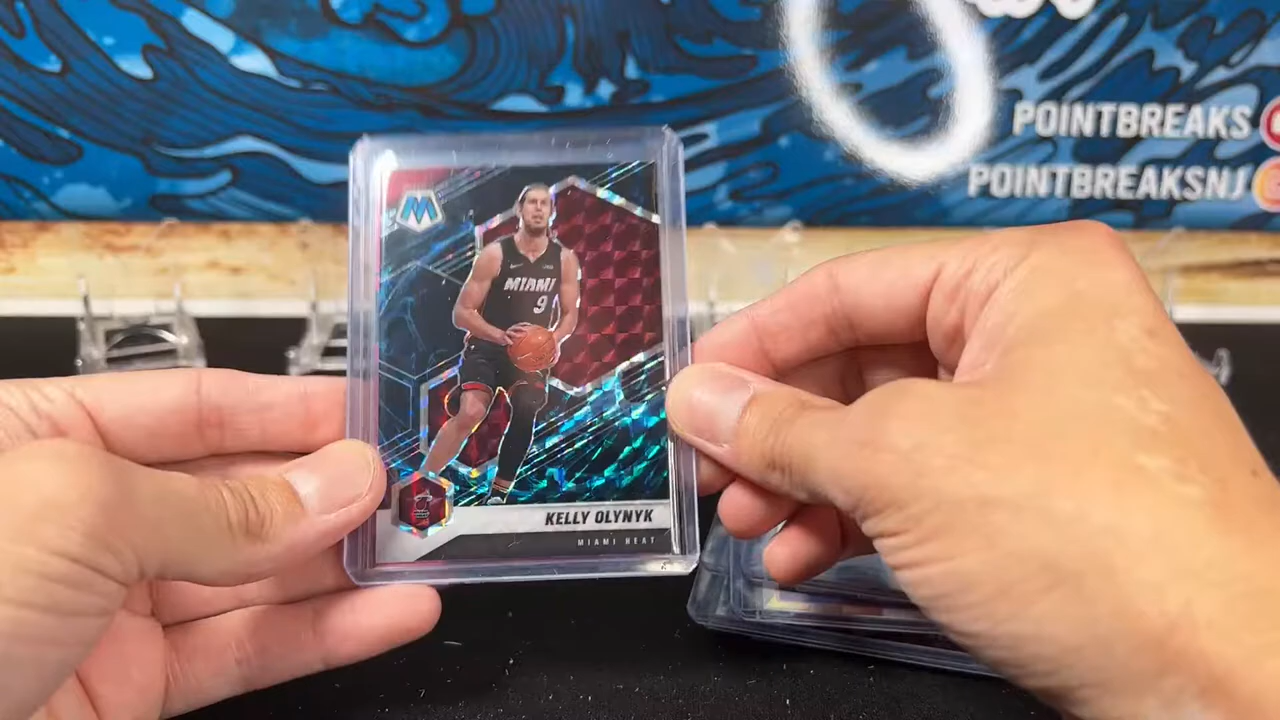 POINTBREAKS
POINTBREAKSNJ
M
MIAMI
9
KELLY OLYNYK
MIAMI HEAT